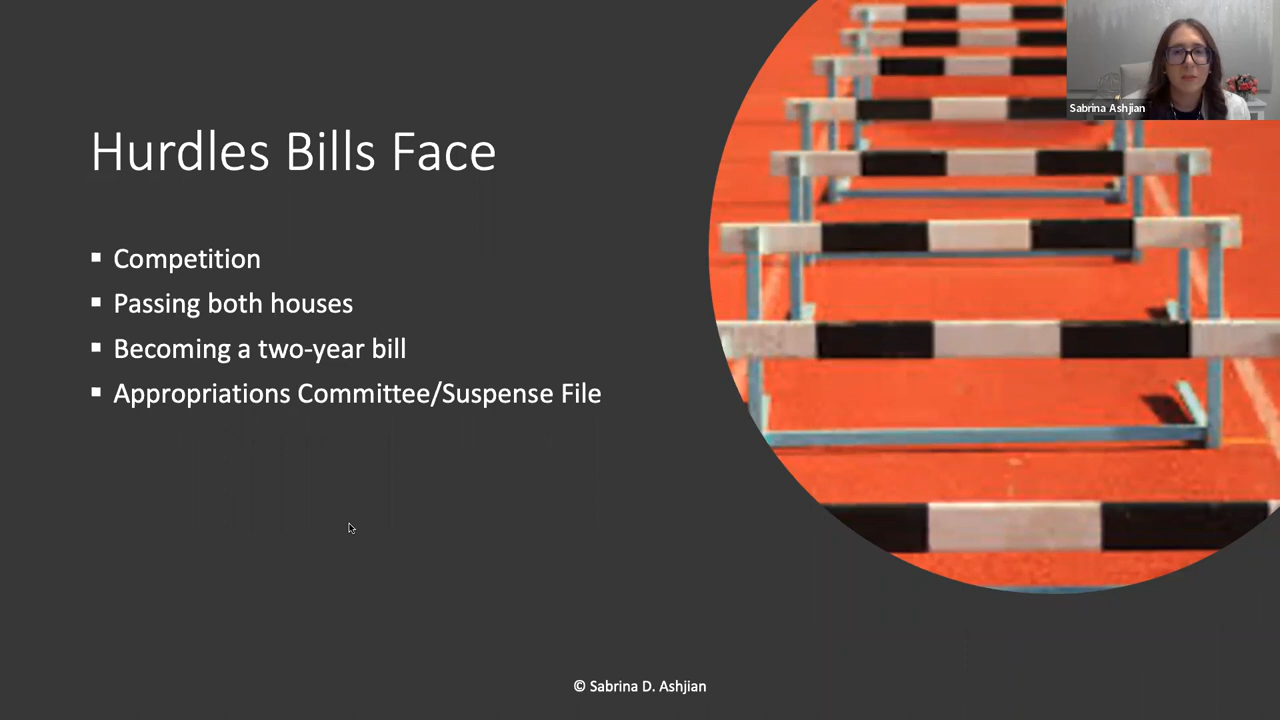 Sabrina Ashjian
Hurdles Bills Face
▪ Competition
▪ Passing both houses
▪ Becoming a two-year bill
▪ Appropriations Committee/Suspense File
© Sabrina D. Ashjian